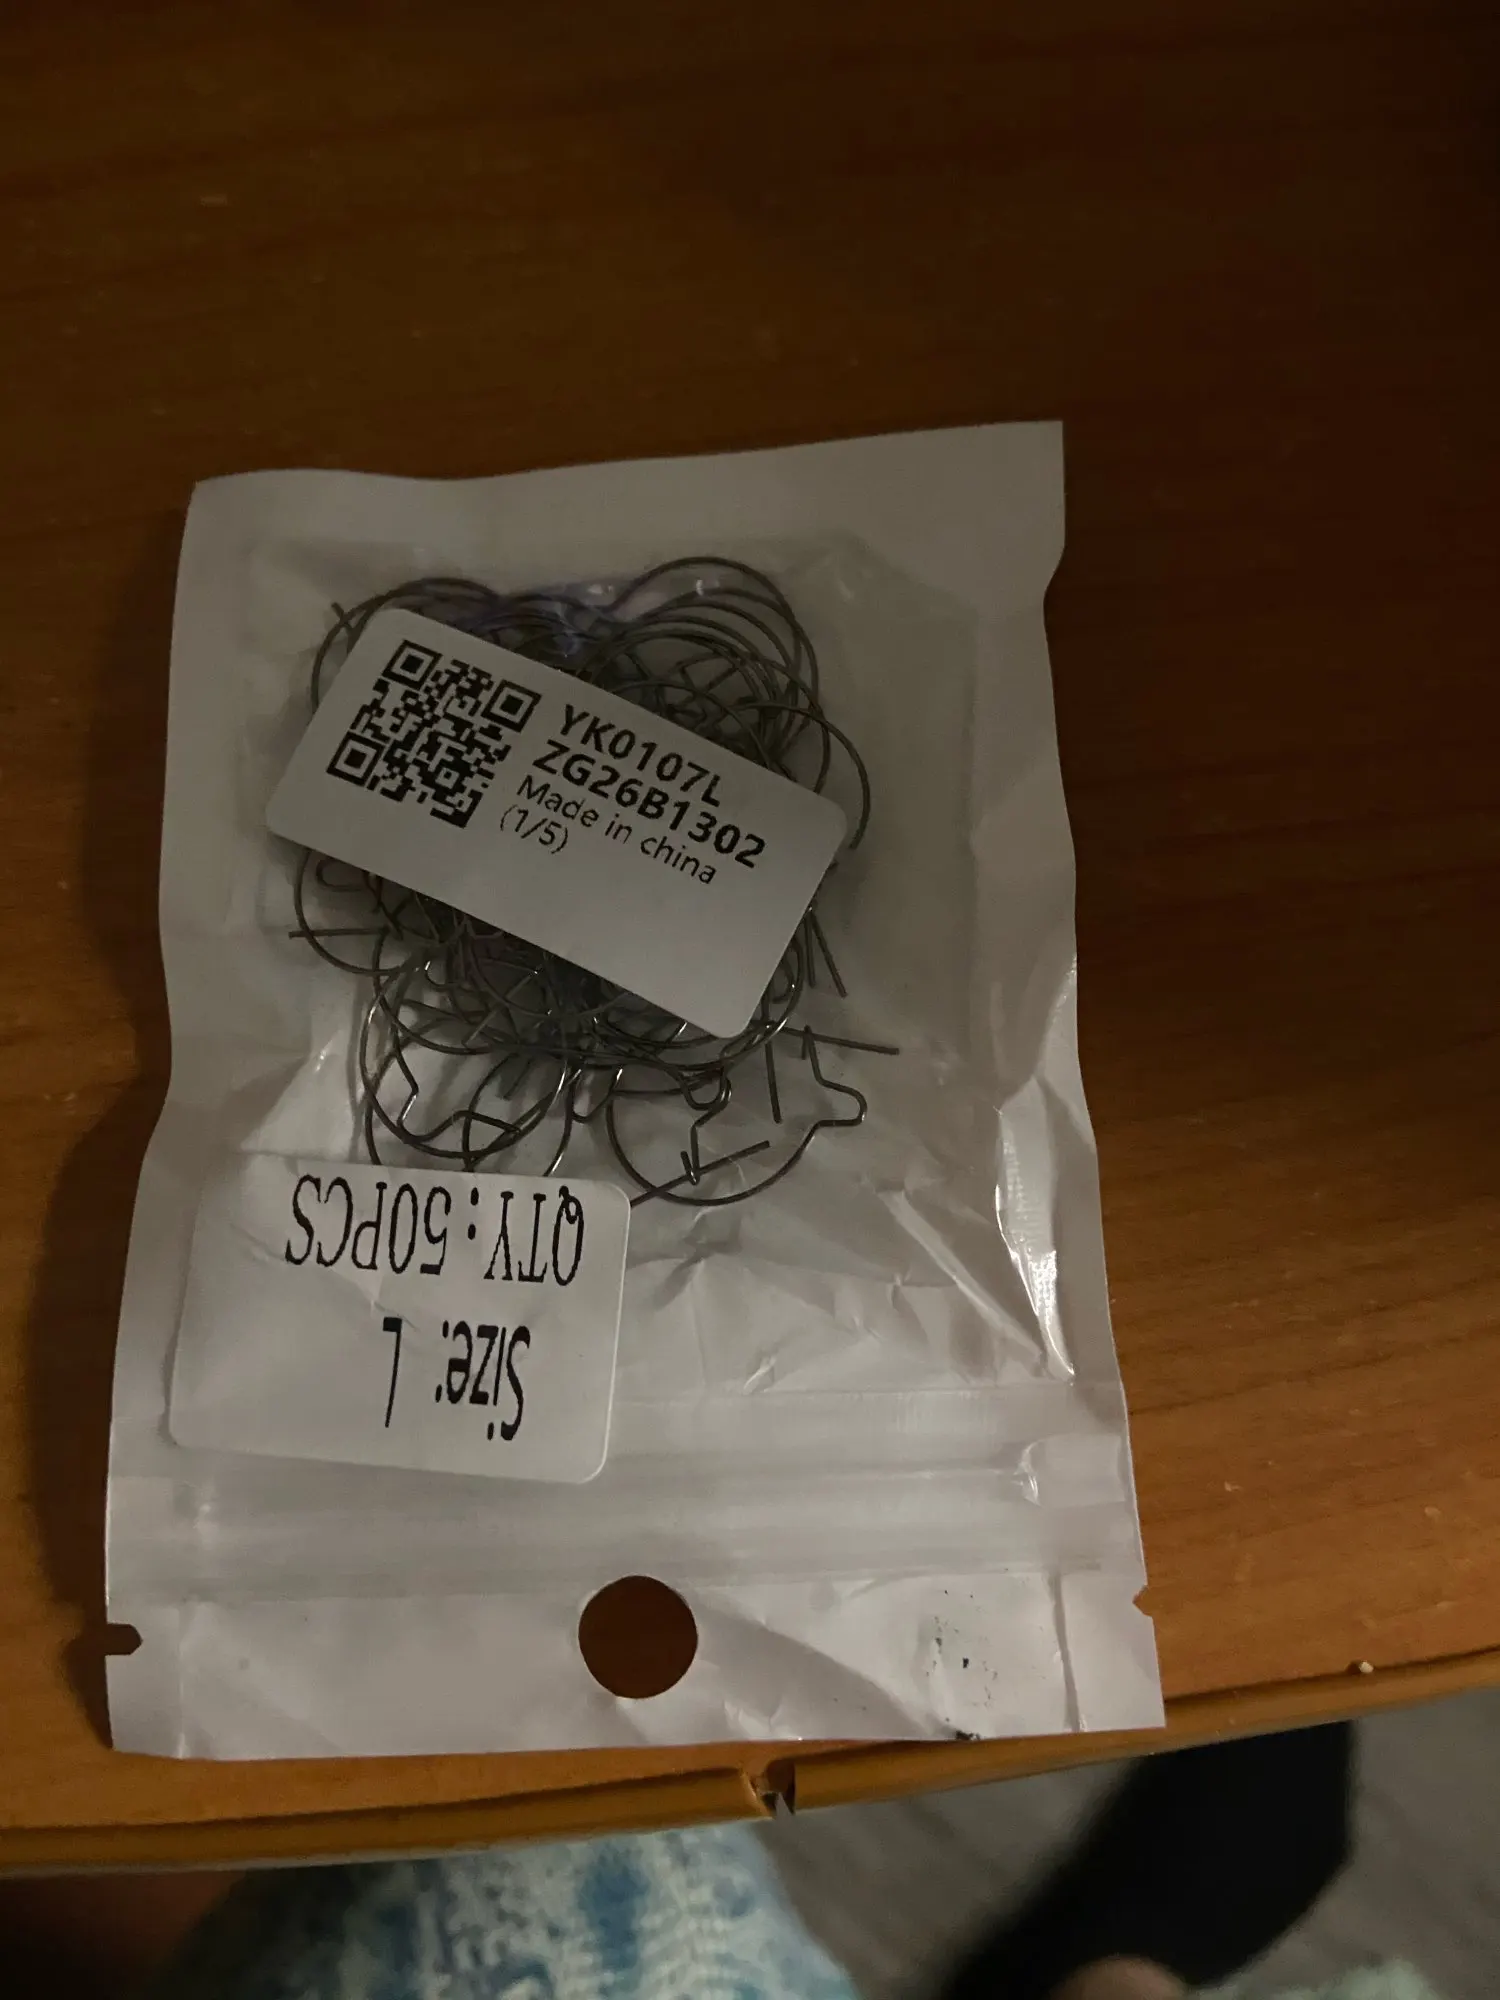 YK0107L
ZG26B1302
Made in china
(1/5)
Size: L
QTY:50PCS